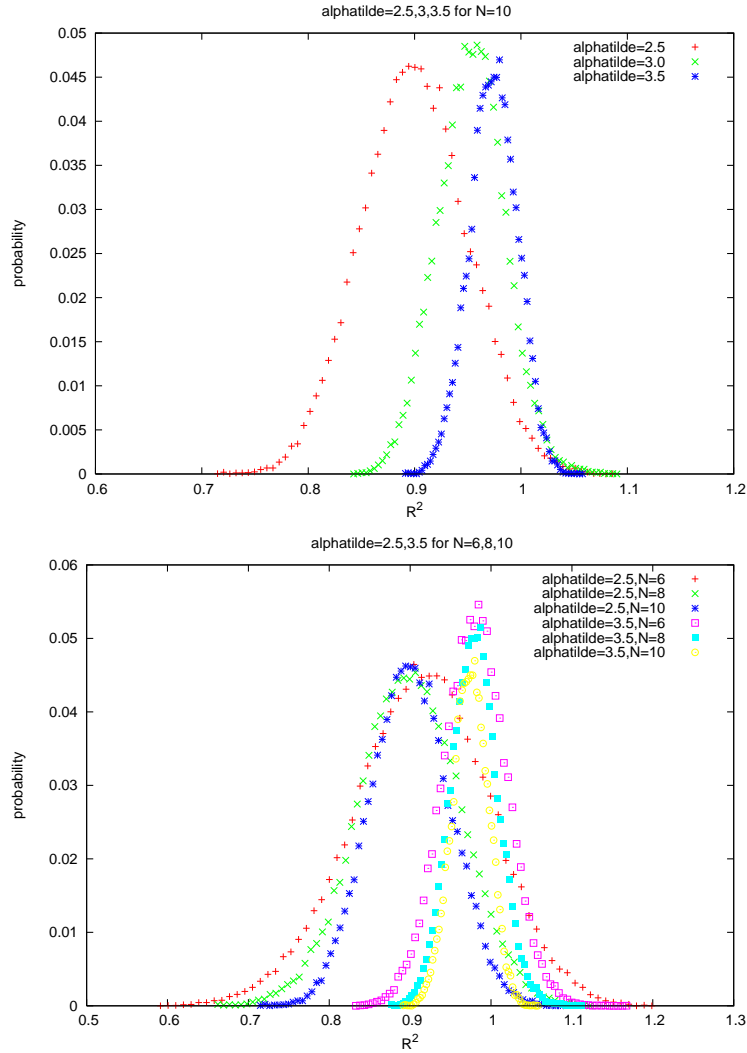 alphatilde=2.5,3,3.5 for N=10
0.05
0.045
0.04
0.035
0.03
0.025
0.02
0.015
0.01
0.005
0
probability
alphatilde=2.5
alphatilde=3.0
alphatilde=3.5
0.6 0.7 0.8 0.9 1 1.1 1.2
R²
alphatilde=2.5,3.5 for N=6,8,10
0.06
0.05
0.04
0.03
0.02
0.01
0
probability
alphatilde=2.5,N=6
alphatilde=2.5,N=8
alphatilde=2.5,N=10
alphatilde=3.5,N=6
alphatilde=3.5,N=8
alphatilde=3.5,N=10
0.5 0.6 0.7 0.8 0.9 1 1.1 1.2 1.3
R²